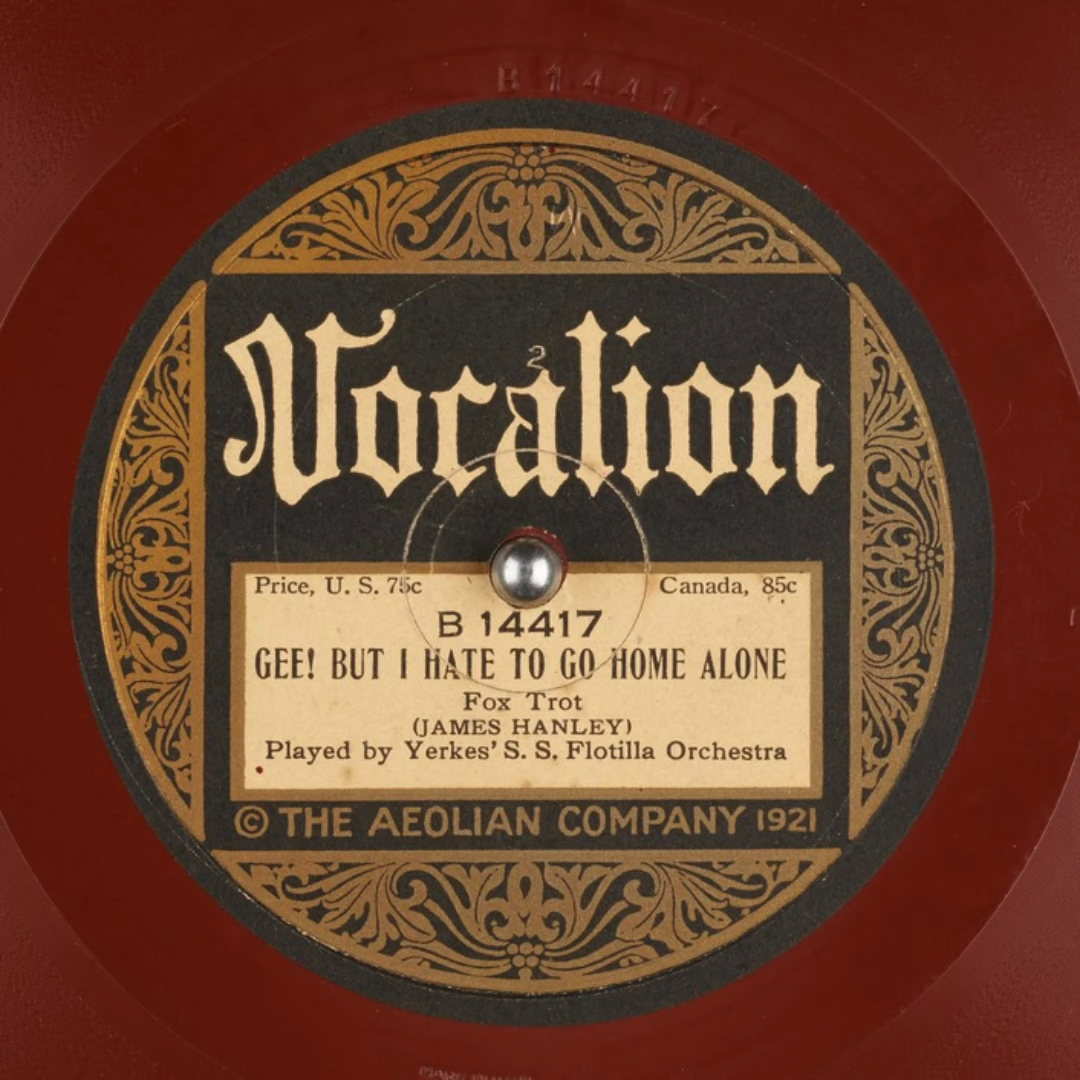 B 14417
Vocalion
2
Price, U. S. 75c Canada, 85c
B 14417
GEE! BUT I HATE TO GO HOME ALONE
Fox Trot
(JAMES HANLEY)
Played by Yerkes' S. S. Flotilla Orchestra
© THE AEOLIAN COMPANY 1921